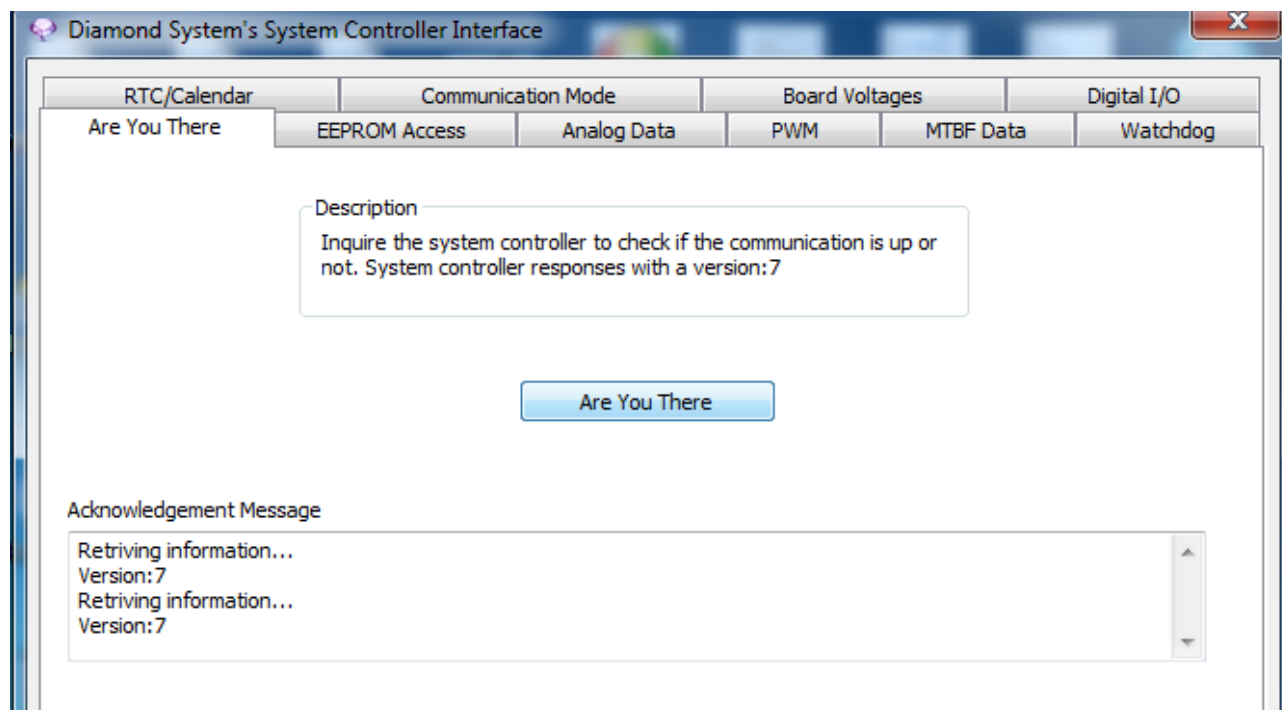 Diamond System's System Controller Interface
RTC/Calendar Communication Mode Board Voltages Digital I/O
Are You There EEPROM Access Analog Data PWM MTBF Data Watchdog
Description
Inquire the system controller to check if the communication is up or
not. System controller responses with a version:7
Are You There
Acknowledgement Message
Retriving information...
Version:7
Retriving information...
Version:7